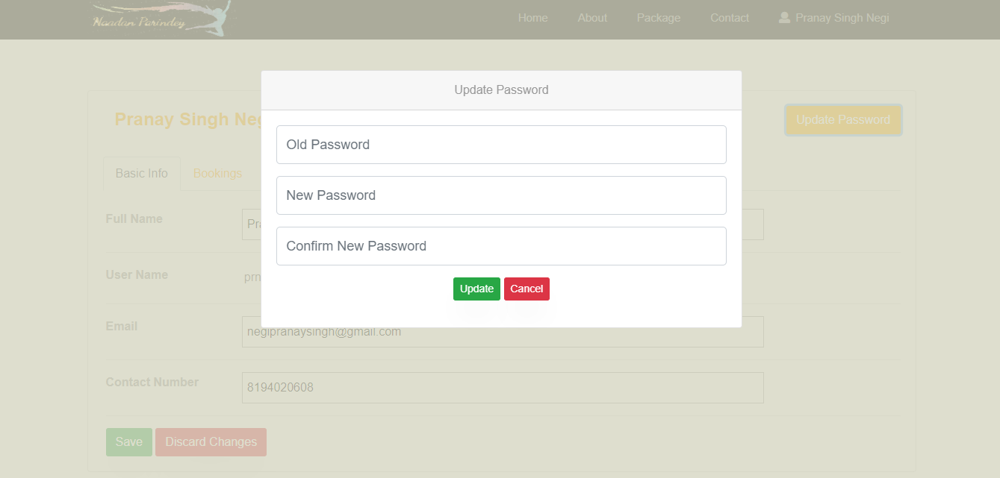 Naadan Parindey
Home About Package Contact Pranay Singh Negi
Update Password
Pranay Singh Neg
Update Password
Old Password
Basic Info Bookings
New Password
Full Name Pra
Confirm New Password
User Name prn
Update Cancel
Email negipranaysingh@gmail.com
Contact Number 8194020608
Save Discard Changes